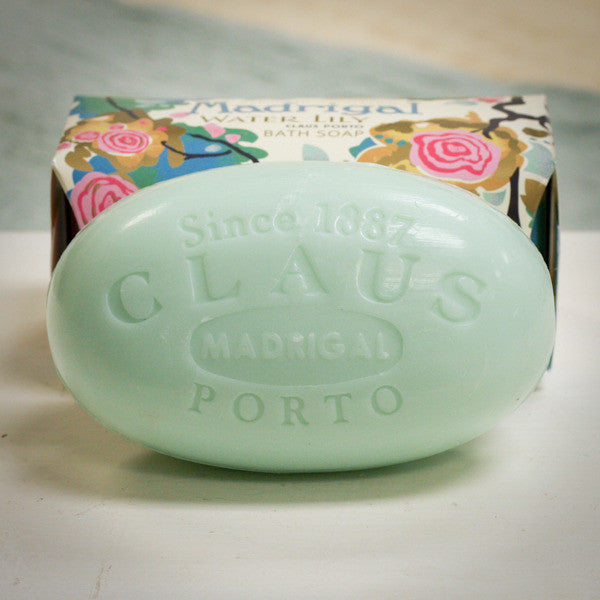 Madrigal
WATER LILY
CLAUS PORTO
BATH SOAP
Since 1887
CLAUS
MADRIGAL
PORTO